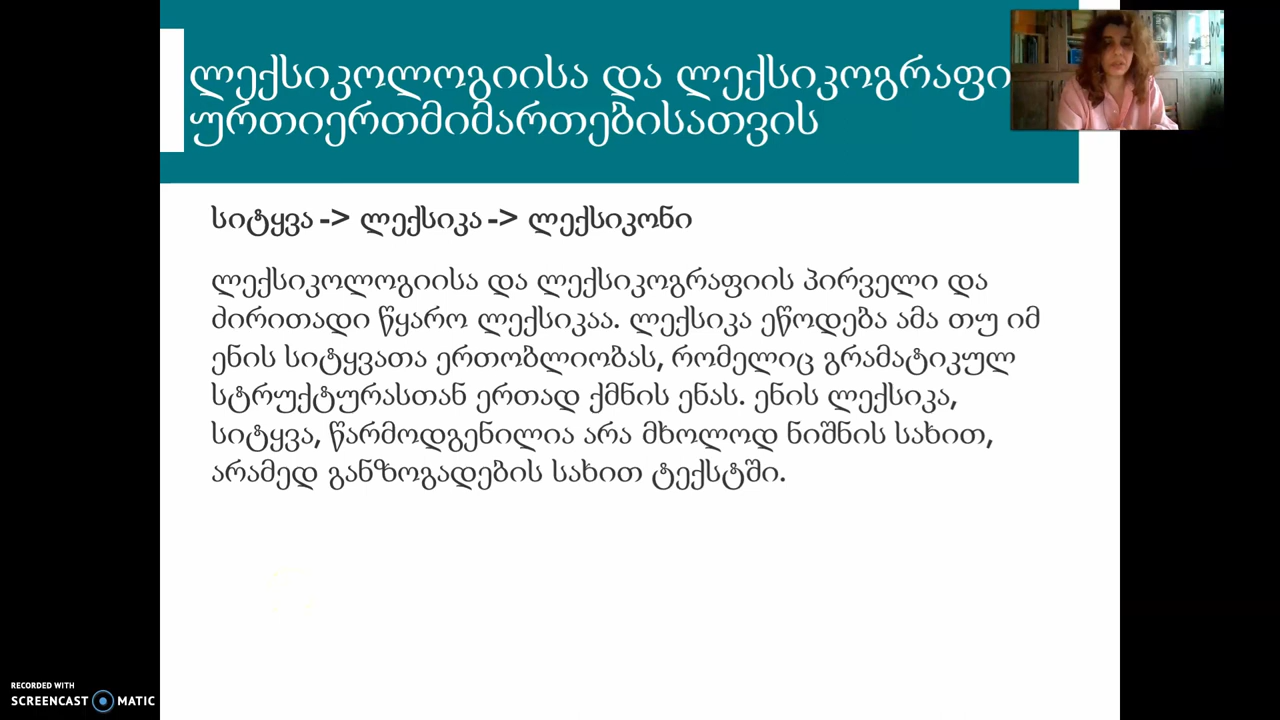 ლექსიკოლოგიისა და ლექსიკოგრაფი
ურთიერთმიმართებისათვის
სიტყვა -> ლექსიკა -> ლექსიკონი
ლექსიკოლოგიისა და ლექსიკოგრაფიის პირველი და
ძირითადი წყარო ლექსიკაა. ლექსიკა ეწოდება ამა თუ იმ
ენის სიტყვათა ერთობლიობას, რომელიც გრამატიკულ
სტრუქტურასთან ერთად ქმნის ენას. ენის ლექსიკა,
სიტყვა, წარმოდგენილია არა მხოლოდ ნიშნის სახით,
არამედ განზოგადების სახით ტექსტში.
RECORDED WITH
SCREENCAST MATIC